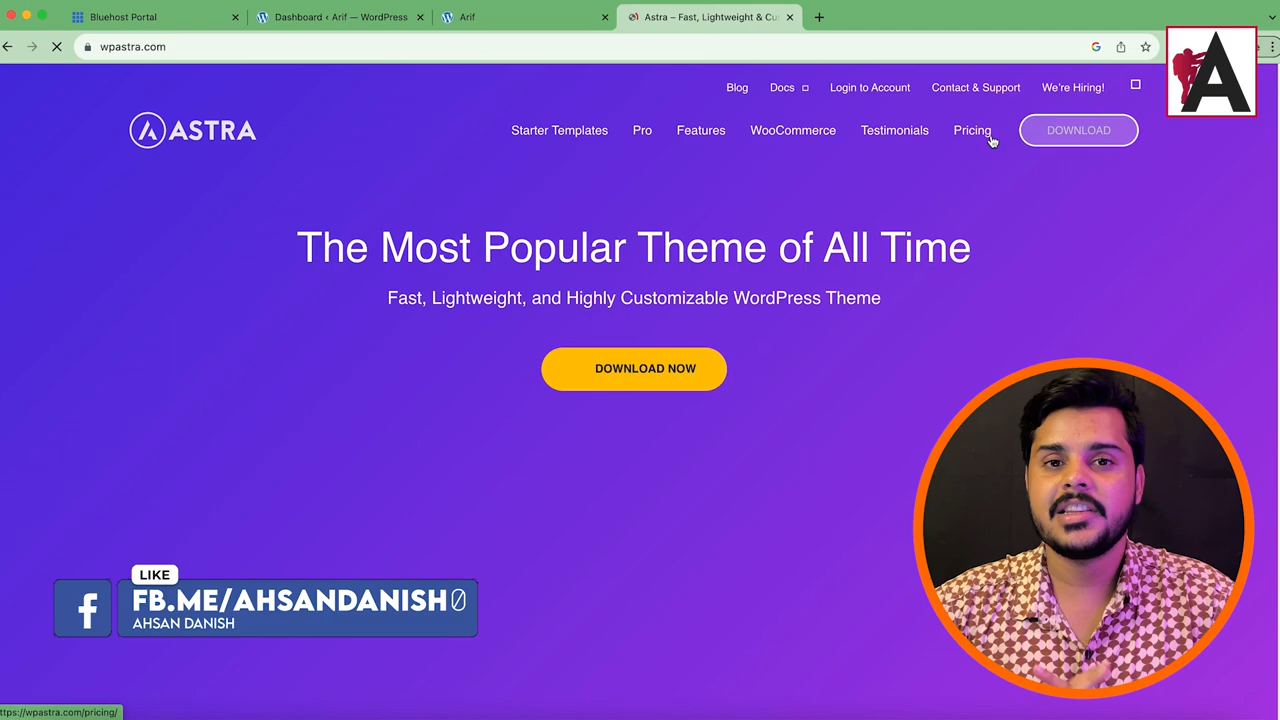 Bluehost Portal
Dashboard ‹ Arif — WordPress
Arif
Astra – Fast, Lightweight & Cu
wpastra.com
A
Blog Docs Login to Account Contact & Support We're Hiring!
ASTRA
Starter Templates Pro Features WooCommerce Testimonials Pricing DOWNLOAD
The Most Popular Theme of All Time
Fast, Lightweight, and Highly Customizable WordPress Theme
DOWNLOAD NOW
LIKE
f
FB.ME/AHSANDANISH0
AHSAN DANISH
ttps://wpastra.com/pricing/